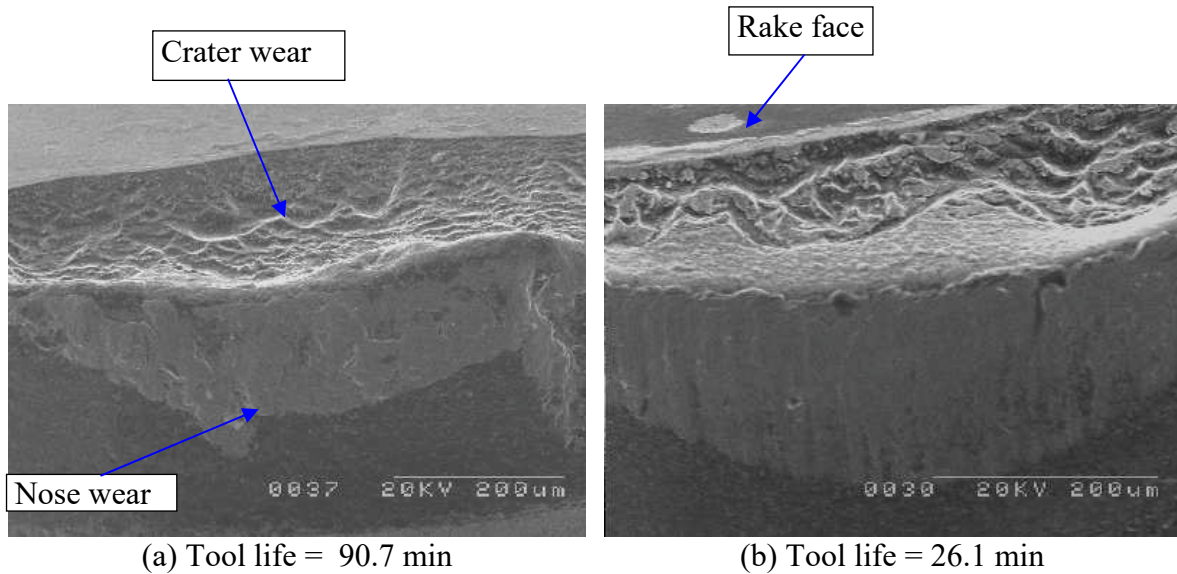 Rake face
Crater wear
Nose wear
0037 20KV 200um
0030 20KV 200um
(a) Tool life = 90.7 min
(b) Tool life = 26.1 min